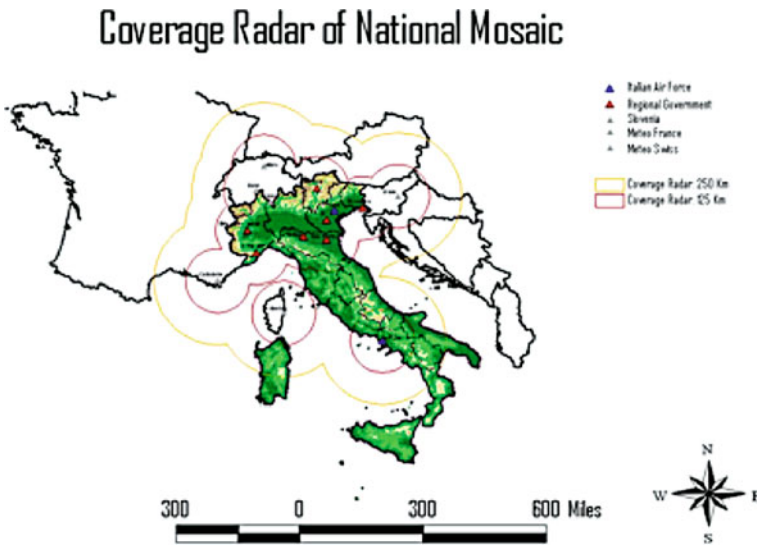 Coverage Radar of National Mosaic
Italian Air Force
Regional Government
Slovenia
Meteo France
Meteo Swiss
Coverage Radar 250 Km
Coverage Radar 125 Km
N
W E
S
300 0 300 600 Miles